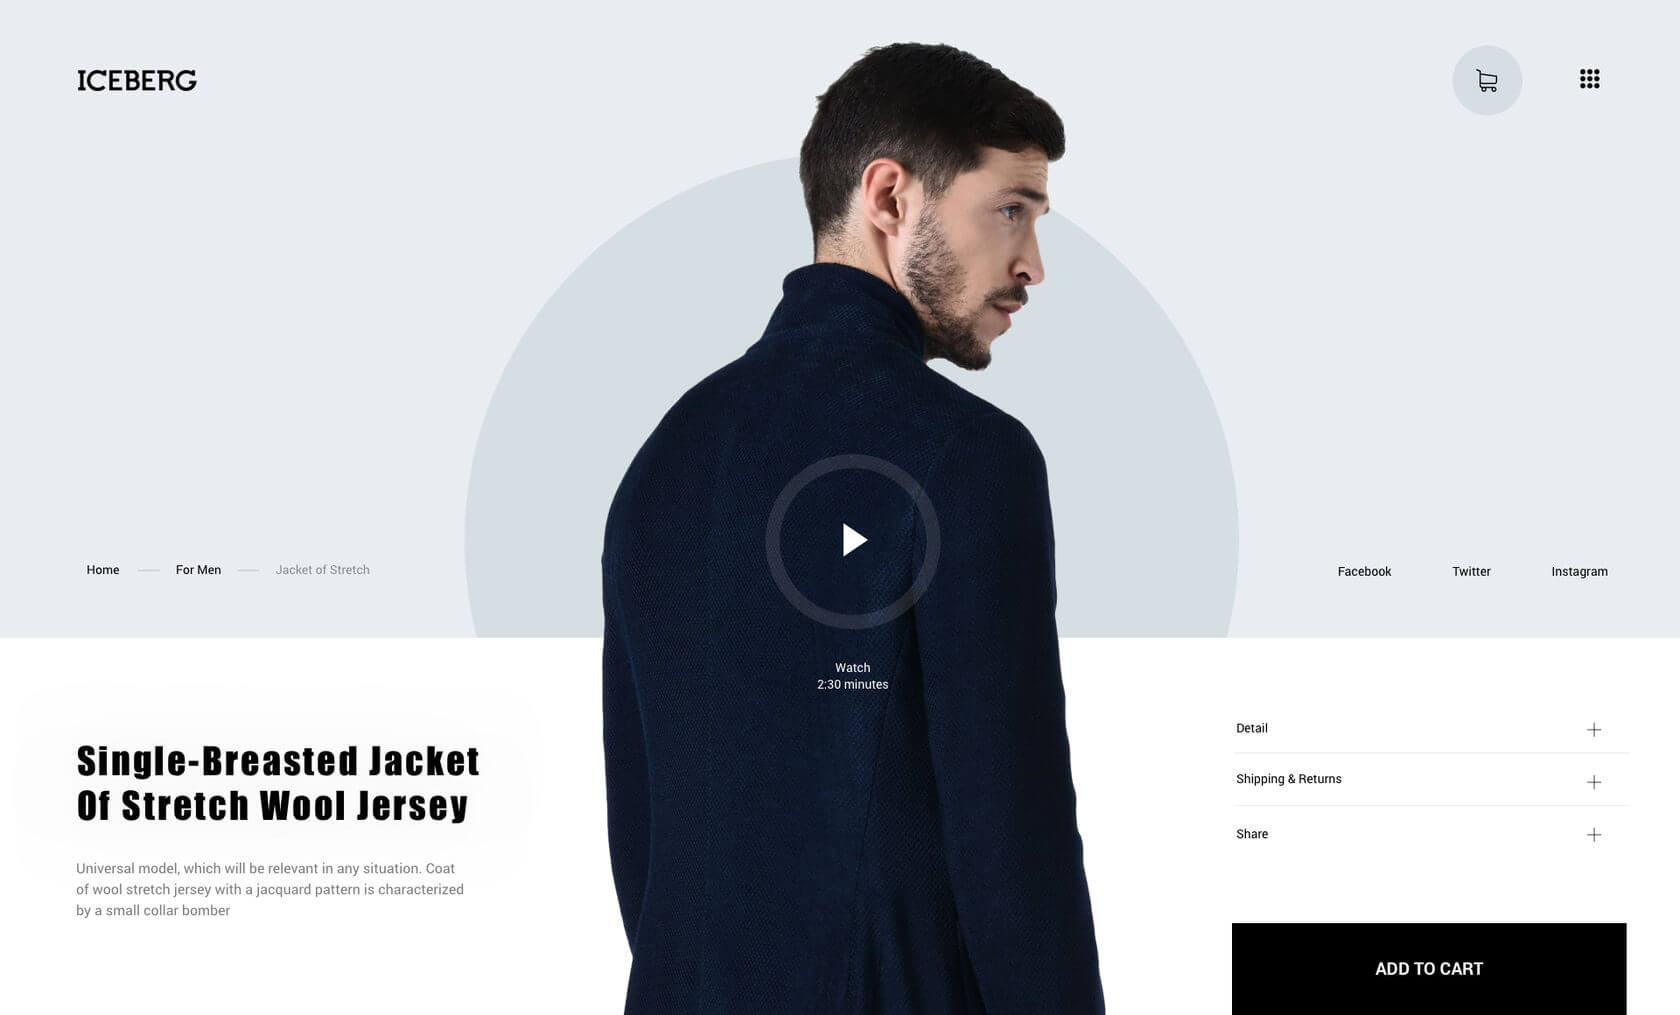 ICEBERG
Home
For Men
Jacket of Stretch
Facebook
Twitter
Instagram
Watch
2:30 minutes
Single-Breasted Jacket
Of Stretch Wool Jersey
Universal model, which will be relevant in any situation. Coat
of wool stretch jersey with a jacquard pattern is characterized
by a small collar bomber
Detail
Shipping & Returns
Share
ADD TO CART